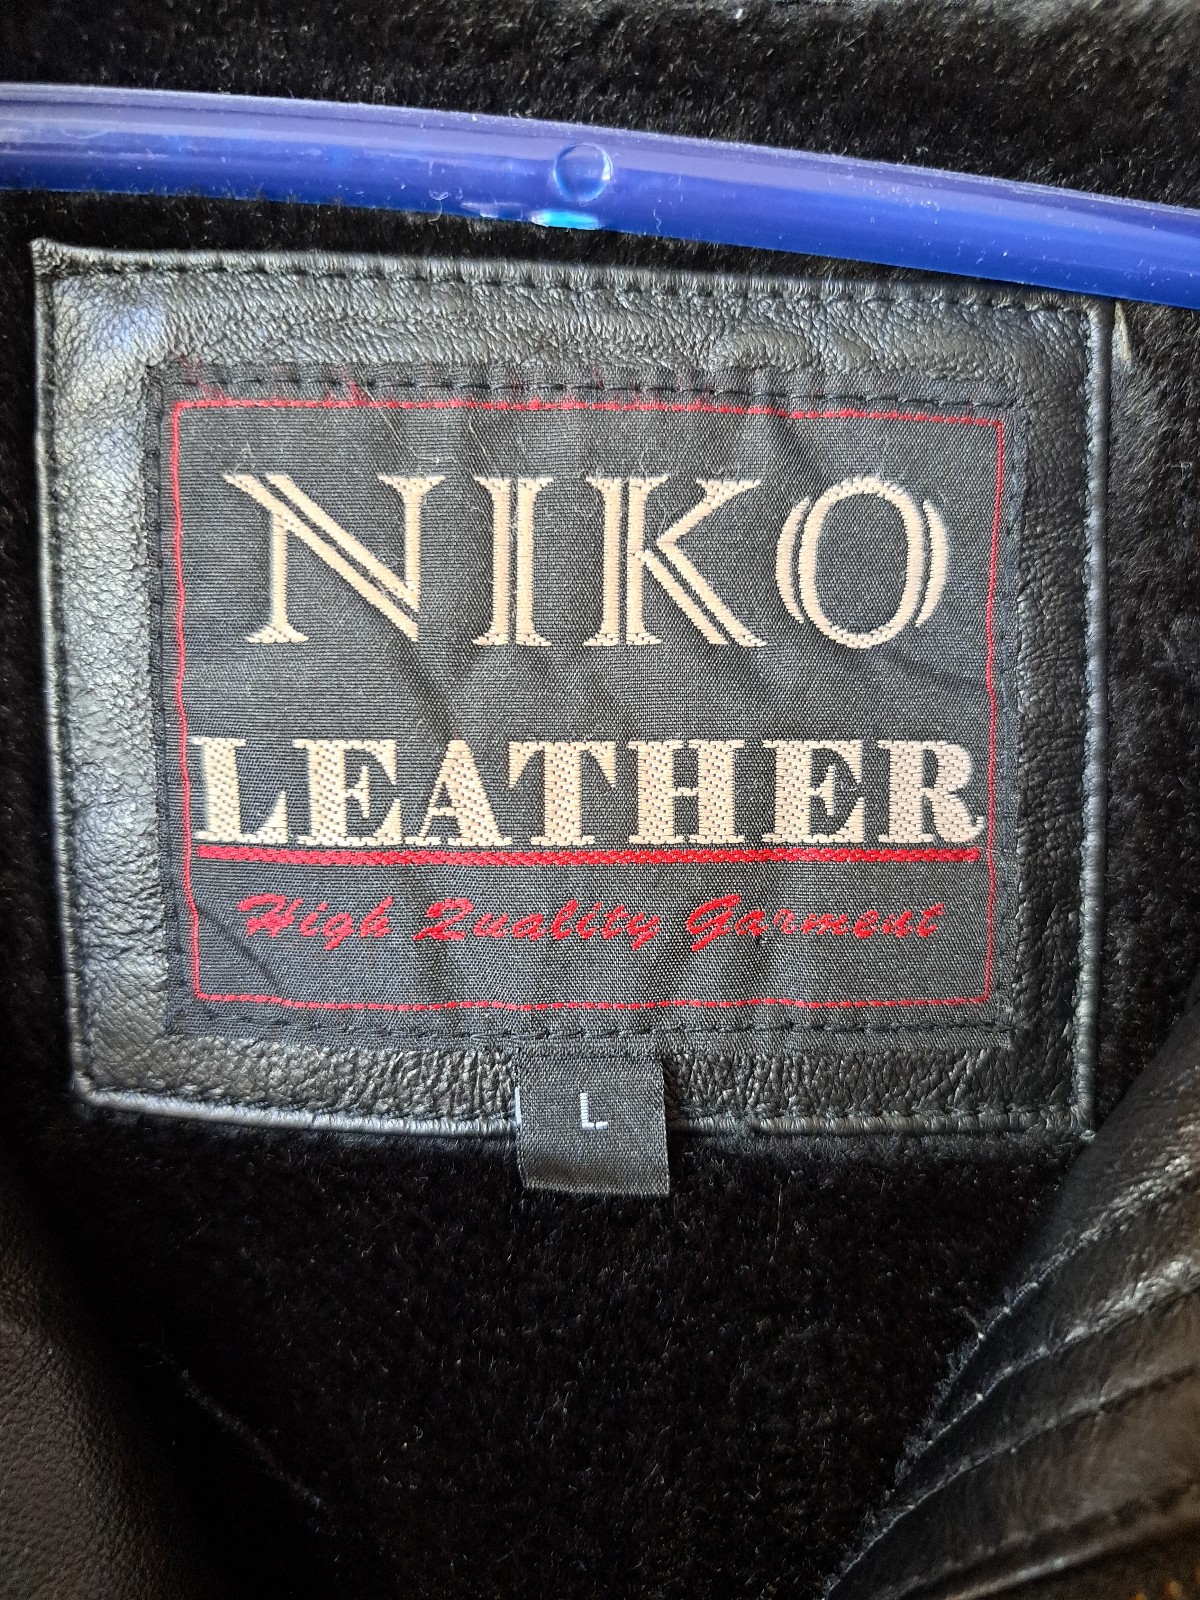 NIKO
LEATHER
High Quality Garment
L